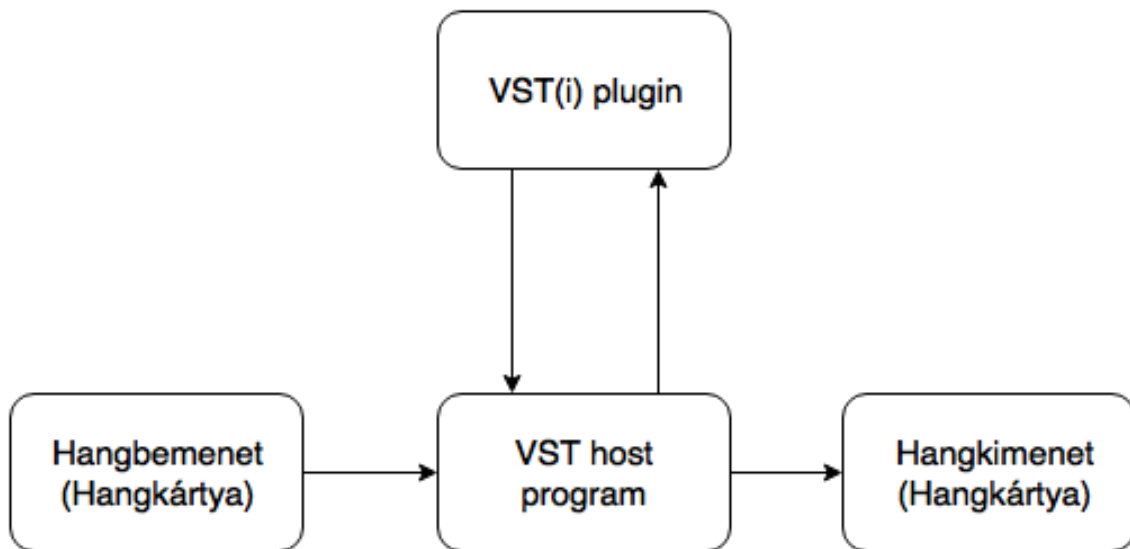 VST(i) plugin
Hangbemenet
(Hangkártya)
VST host
program
Hangkimenet
(Hangkártya)